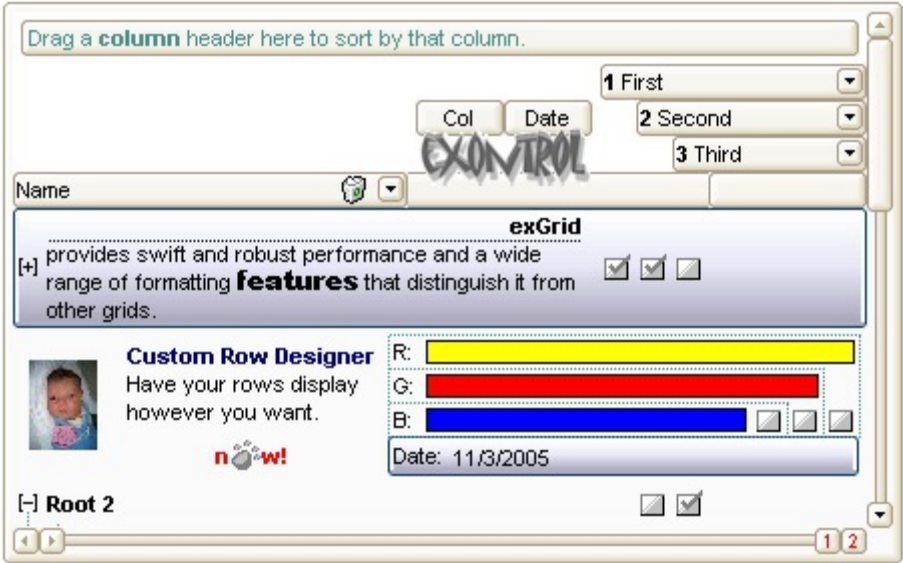 Drag a column header here to sort by that column.
1 First
Col Date 2 Second
EXONTROL
3 Third
Name
exGrid
[+] provides swift and robust performance and a wide
range of formatting features that distinguish it from
other grids.
Custom Row Designer
Have your rows display
however you want.
now!
R:
G:
B:
Date: 11/3/2005
[-] Root 2
1 2